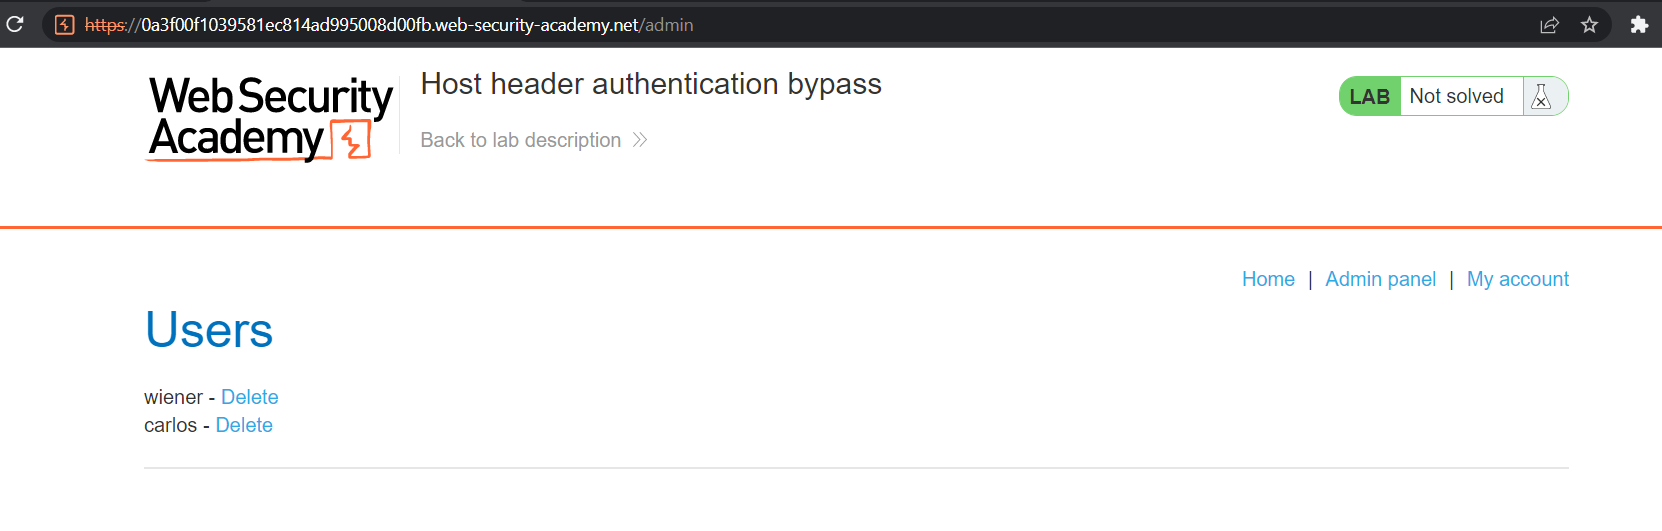 https://0a3f00f1039581ec814ad995008d00fb.web-security-academy.net/admin
Web Security
Academy
Host header authentication bypass
Back to lab description
LAB Not solved
Home | Admin panel | My account
Users
wiener - Delete
carlos - Delete